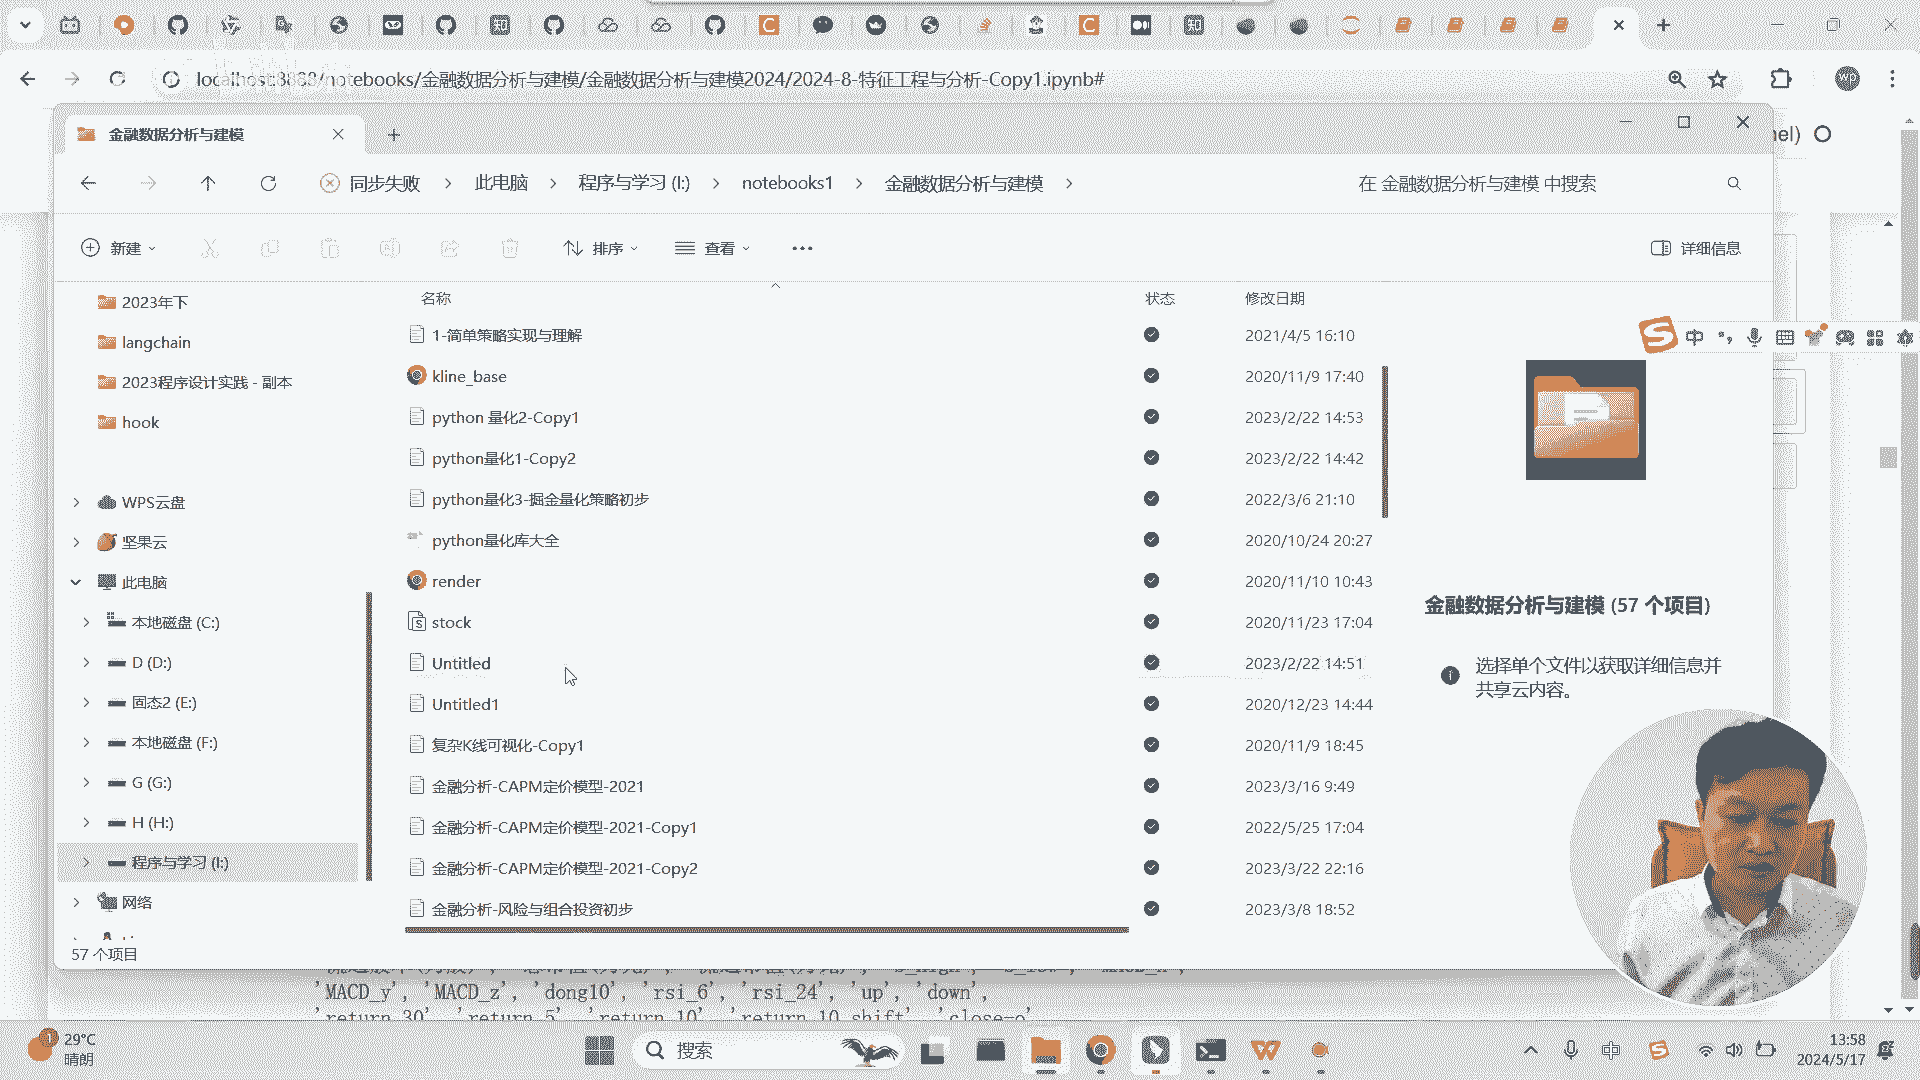 localhost:8888/notebooks/金融数据分析与建模/金融数据分析与建模2024/2024-8-特征工程与分析-Copy1.ipynb#
wp
金融数据分析与建模
nel)
同步失败 > 此电脑 > 程序与学习 (I:) > notebooks1 > 金融数据分析与建模 >
在 金融数据分析与建模 中搜索
新建
排序
查看
详细信息
2023年下
langchain
2023程序设计实践 - 副本
hook
WPS云盘
坚果云
此电脑
本地磁盘 (C:)
D (D:)
固态2 (E:)
本地磁盘 (F:)
G (G:)
H (H:)
程序与学习 (I:)
网络
57 个项目
名称 状态 修改日期
1-简单策略实现与理解 2021/4/5 16:10
kline_base 2020/11/9 17:40
python 量化2-Copy1 2023/2/22 14:53
python量化1-Copy2 2023/2/22 14:42
python量化3-掘金量化策略初步 2022/3/6 21:10
python量化库大全 2020/10/24 20:27
render 2020/11/10 10:43
stock 2020/11/23 17:04
Untitled 2023/2/22 14:51
Untitled1 2020/12/23 14:44
复杂K线可视化-Copy1 2020/11/9 18:45
金融分析-CAPM定价模型-2021 2023/3/16 9:49
金融分析-CAPM定价模型-2021-Copy1 2022/5/25 17:04
金融分析-CAPM定价模型-2021-Copy2 2023/3/22 22:16
金融分析-风险与组合投资初步 2023/3/8 18:52
中
金融数据分析与建模 (57 个项目)
选择单个文件以获取详细信息并
共享云内容。
'MACD_y', 'MACD_z', 'dong10', 'rsi_6', 'rsi_24', 'up', 'down',
'return_30', 'return_5', 'return_10', 'return_10_shift', 'close=o'
29°C
晴朗
搜索
中
13:58
2024/5/17